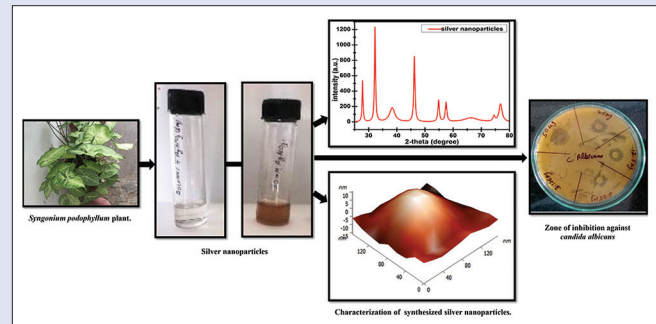 Syngonium podophyllum plant.
Silver nanoparticles
1200
1000
800
600
400
200
0
intensity (a.u.)
silver nanoparticles
30 40 50 60 70 80
2-theta (degree)
nm
10
5
0
-5
-10
-15
nm
120
80
40
0
0
40
80
120
Characterization of synthesized silver nanoparticles.
C. albicans
Zone of inhibition against
candida albicans